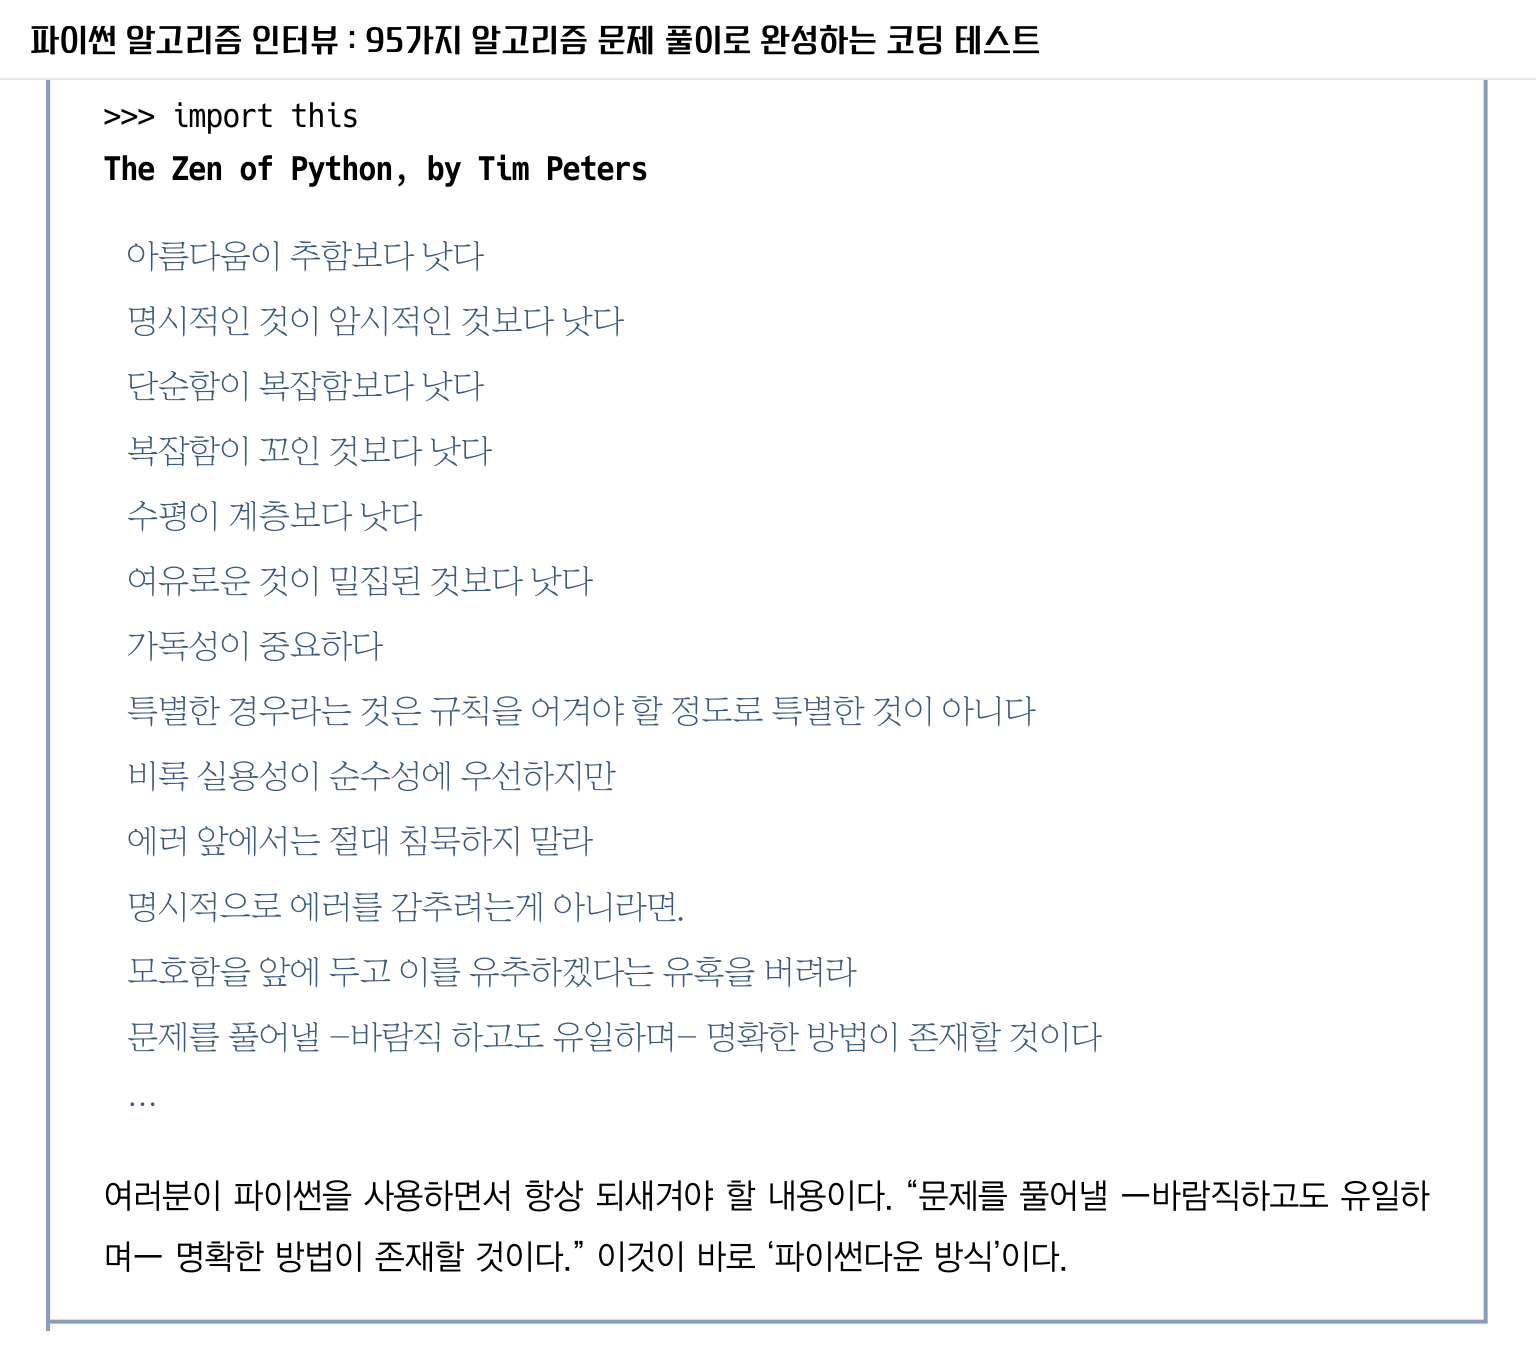 파이썬 알고리즘 인터뷰 : 95가지 알고리즘 문제 풀이로 완성하는 코딩 테스트
>>> import this
The Zen of Python, by Tim Peters
아름다움이 추함보다 낫다
명시적인 것이 암시적인 것보다 낫다
단순함이 복잡함보다 낫다
복잡함이 꼬인 것보다 낫다
수평이 계층보다 낫다
여유로운 것이 밀집된 것보다 낫다
가독성이 중요하다
특별한 경우라는 것은 규칙을 어겨야 할 정도로 특별한 것이 아니다
비록 실용성이 순수성에 우선하지만
에러 앞에서는 절대 침묵하지 말라
명시적으로 에러를 감추려는게 아니라면.
모호함을 앞에 두고 이를 유추하겠다는 유혹을 버려라
문제를 풀어낼 –바람직 하고도 유일하며– 명확한 방법이 존재할 것이다
…
여러분이 파이썬을 사용하면서 항상 되새겨야 할 내용이다. “문제를 풀어낼 ―바람직하고도 유일하
며― 명확한 방법이 존재할 것이다.” 이것이 바로 ‘파이썬다운 방식’이다.